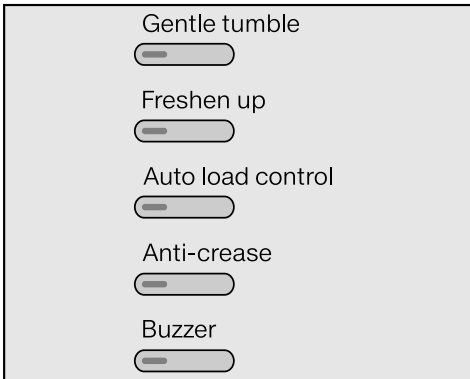 Gentle tumble
Freshen up
Auto load control
Anti-crease
Buzzer